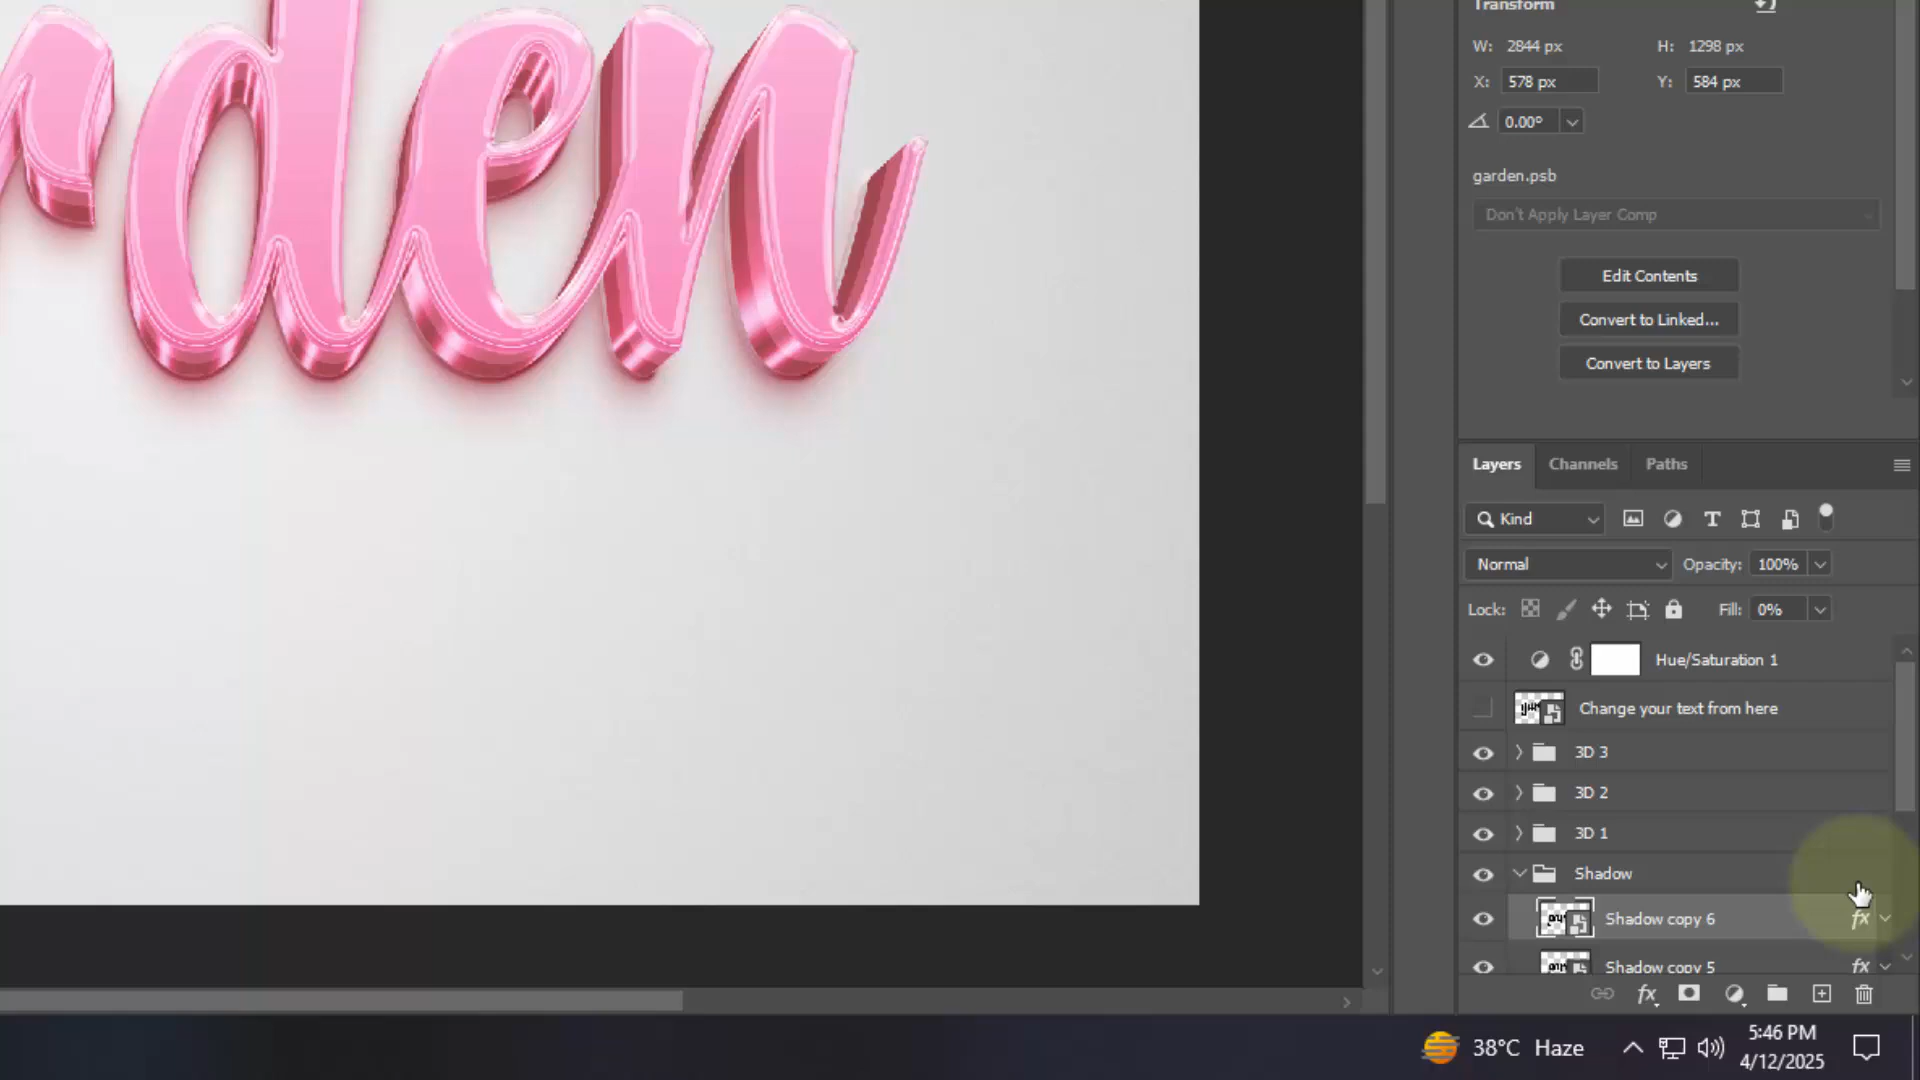 rden
Transform
W: 2844 px H: 1298 px
X: 578 px Y: 584 px
0.00°
garden.psb
Don't Apply Layer Comp
Edit Contents
Convert to Linked...
Convert to Layers
Layers Channels Paths
Kind
Normal Opacity: 100%
Lock: Fill: 0%
Hue/Saturation 1
Change your text from here
3D 3
3D 2
3D 1
Shadow
Shadow copy 6 fx
Shadow copy 5 fx
fx
38°C Haze
5:46 PM
4/12/2025